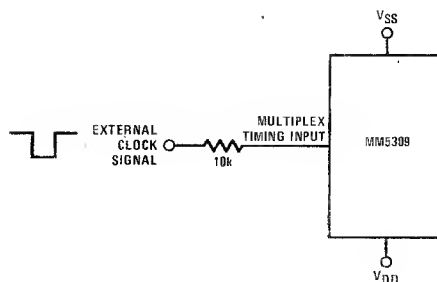 VSS
EXTERNAL
CLOCK
SIGNAL
10k
MULTIPLEX
TIMING INPUT
MM5309
VDD